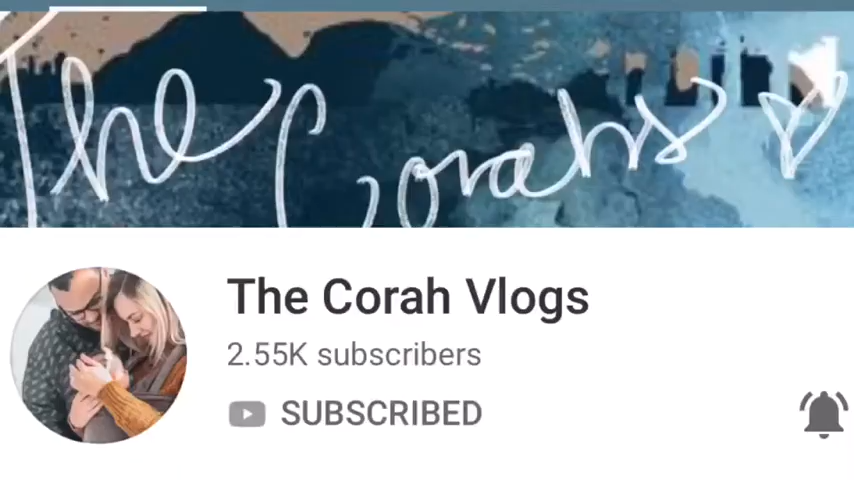 The Corahs
The Corah Vlogs
2.55K subscribers
SUBSCRIBED